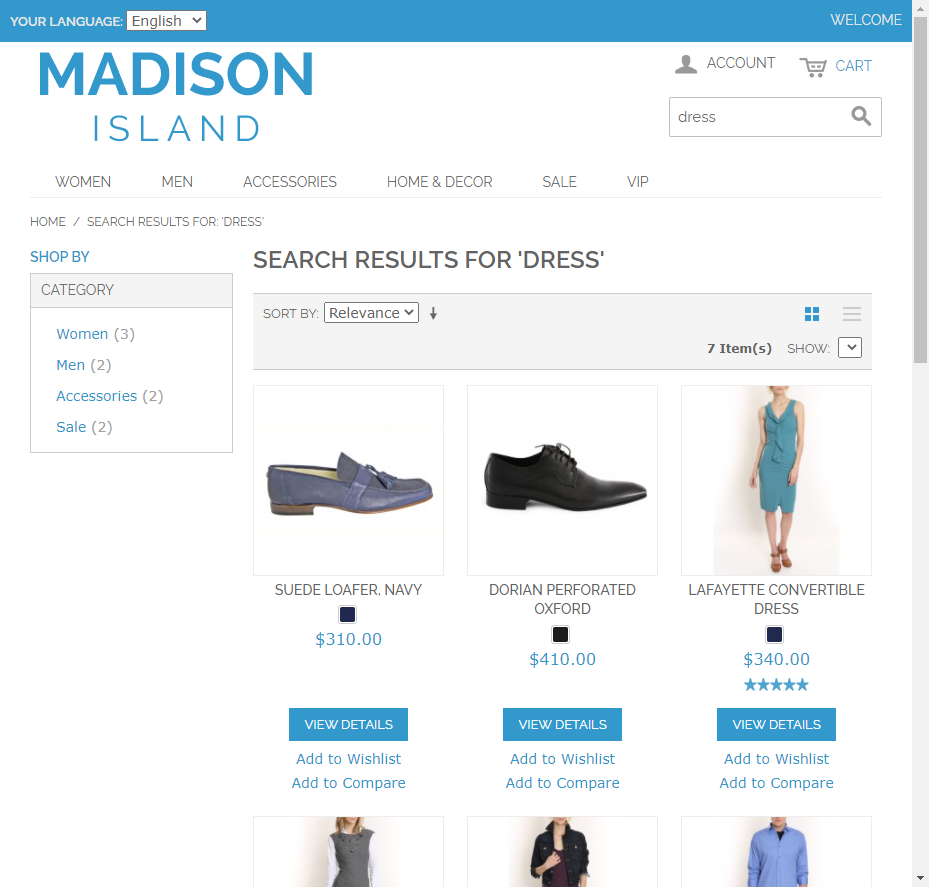 YOUR LANGUAGE: English
WELCOME
MADISON
ISLAND
ACCOUNT
CART
dress
WOMEN MEN ACCESSORIES HOME & DECOR SALE VIP
HOME / SEARCH RESULTS FOR: 'DRESS'
SHOP BY
CATEGORY
Women (3)
Men (2)
Accessories (2)
Sale (2)
SEARCH RESULTS FOR 'DRESS'
SORT BY: Relevance
7 Item(s) SHOW:
SUEDE LOAFER, NAVY
$310.00
VIEW DETAILS
Add to Wishlist
Add to Compare
DORIAN PERFORATED
OXFORD
$410.00
VIEW DETAILS
Add to Wishlist
Add to Compare
LAFAYETTE CONVERTIBLE
DRESS
$340.00
VIEW DETAILS
Add to Wishlist
Add to Compare